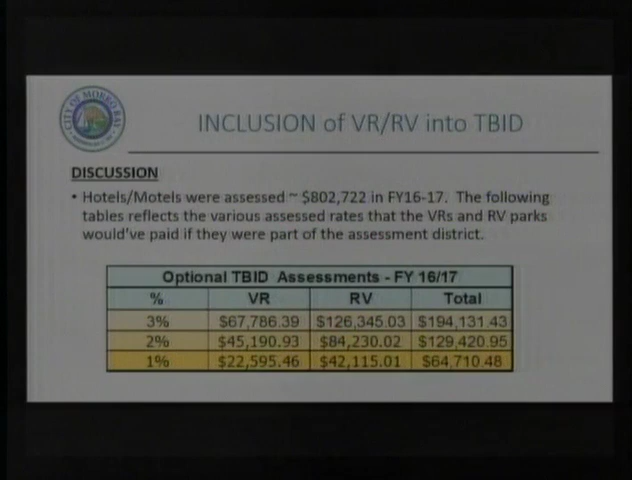 CITY OF MORRO BAY
INCLUSION of VR/RV into TBID
DISCUSSION
• Hotels/Motels were assessed ~ $802,722 in FY16-17. The following
tables reflects the various assessed rates that the VRs and RV parks
would've paid if they were part of the assessment district.
Optional TBID Assessments - FY 16/17
% VR RV Total
3% $67,786.39 $126,345.03 $194,131.43
2% $45,190.93 $84,230.02 $129,420.95
1% $22,595.46 $42,115.01 $64,710.48